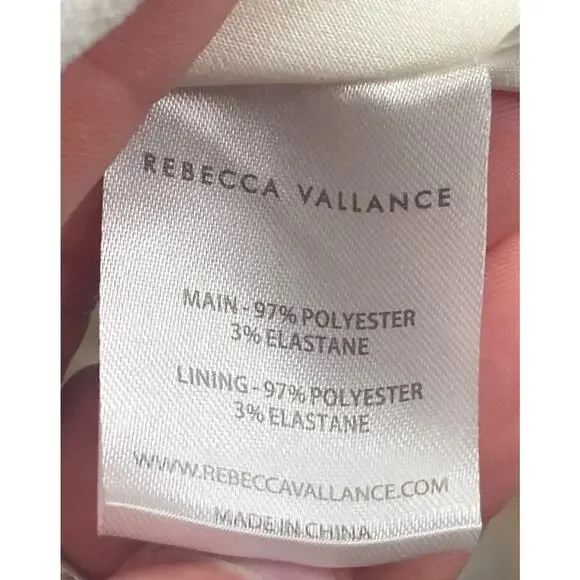 REBECCA VALLANCE
MAIN - 97% POLYESTER
3% ELASTANE
LINING - 97% POLYESTER
3% ELASTANE
WWW.REBECCAVALLANCE.COM
MADE IN CHINA